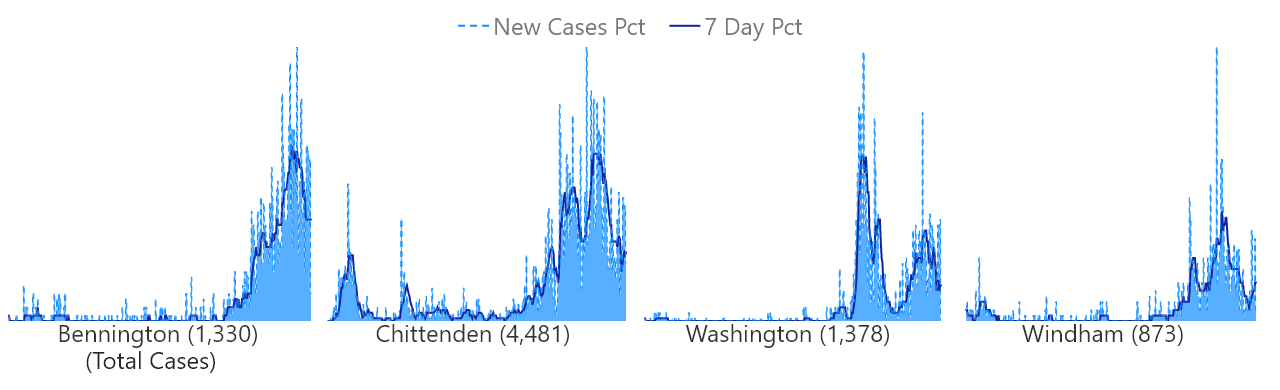 New Cases Pct 7 Day Pct
Bennington (1,330) Chittenden (4,481) Washington (1,378) Windham (873)
(Total Cases)